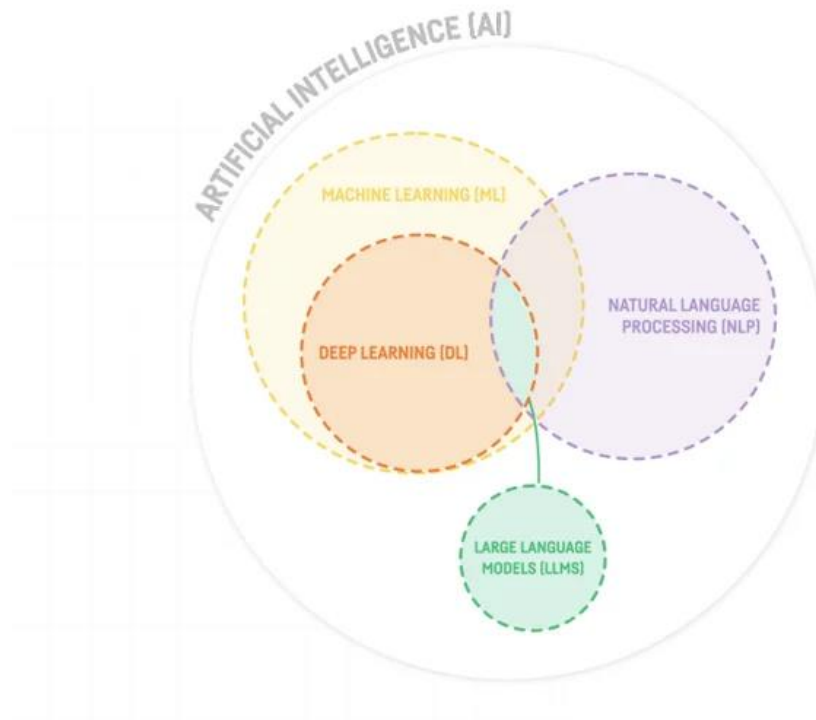 ARTIFICIAL INTELLIGENCE (AI)
MACHINE LEARNING (ML)
NATURAL LANGUAGE
PROCESSING (NLP)
DEEP LEARNING (DL)
LARGE LANGUAGE
MODELS (LLMS)